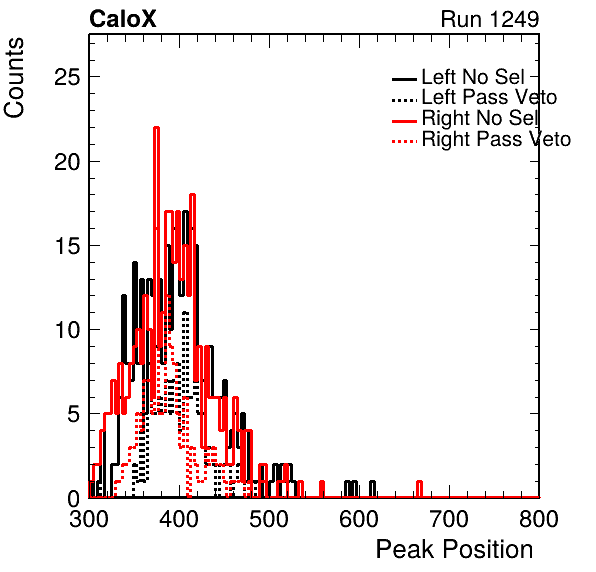 CaloX Run 1249
Counts
25
20
15
10
5
0
Left No Sel
Left Pass Veto
Right No Sel
Right Pass Veto
300 400 500 600 700 800
Peak Position